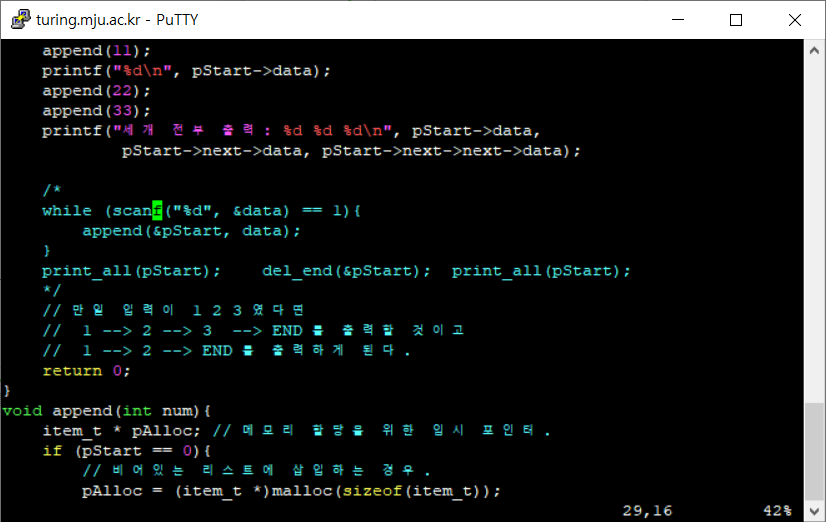 turing.mju.ac.kr - PuTTY
append(11);
printf("%d\n", pStart->data);
append(22);
append(33);
printf("세개 전부 출력: %d %d %d\n", pStart->data,
pStart->next->data, pStart->next->next->data);
/*
while (scanf("%d", &data) == 1){
append(&pStart, data);
}
print_all(pStart);    del_end(&pStart);  print_all(pStart);
*/
// 만일 입력이 1 2 3 였다면
//  1 --> 2 --> 3  --> END 를 출력할 것이고
//  1 --> 2 --> END 를 출력하게 된다.
return 0;
}
void append(int num){
item_t * pAlloc; // 메모리 할당을 위한 임시 포인터.
if (pStart == 0){
// 비어있는 리스트에 삽입하는 경우.
pAlloc = (item_t *)malloc(sizeof(item_t));
29,16 42%